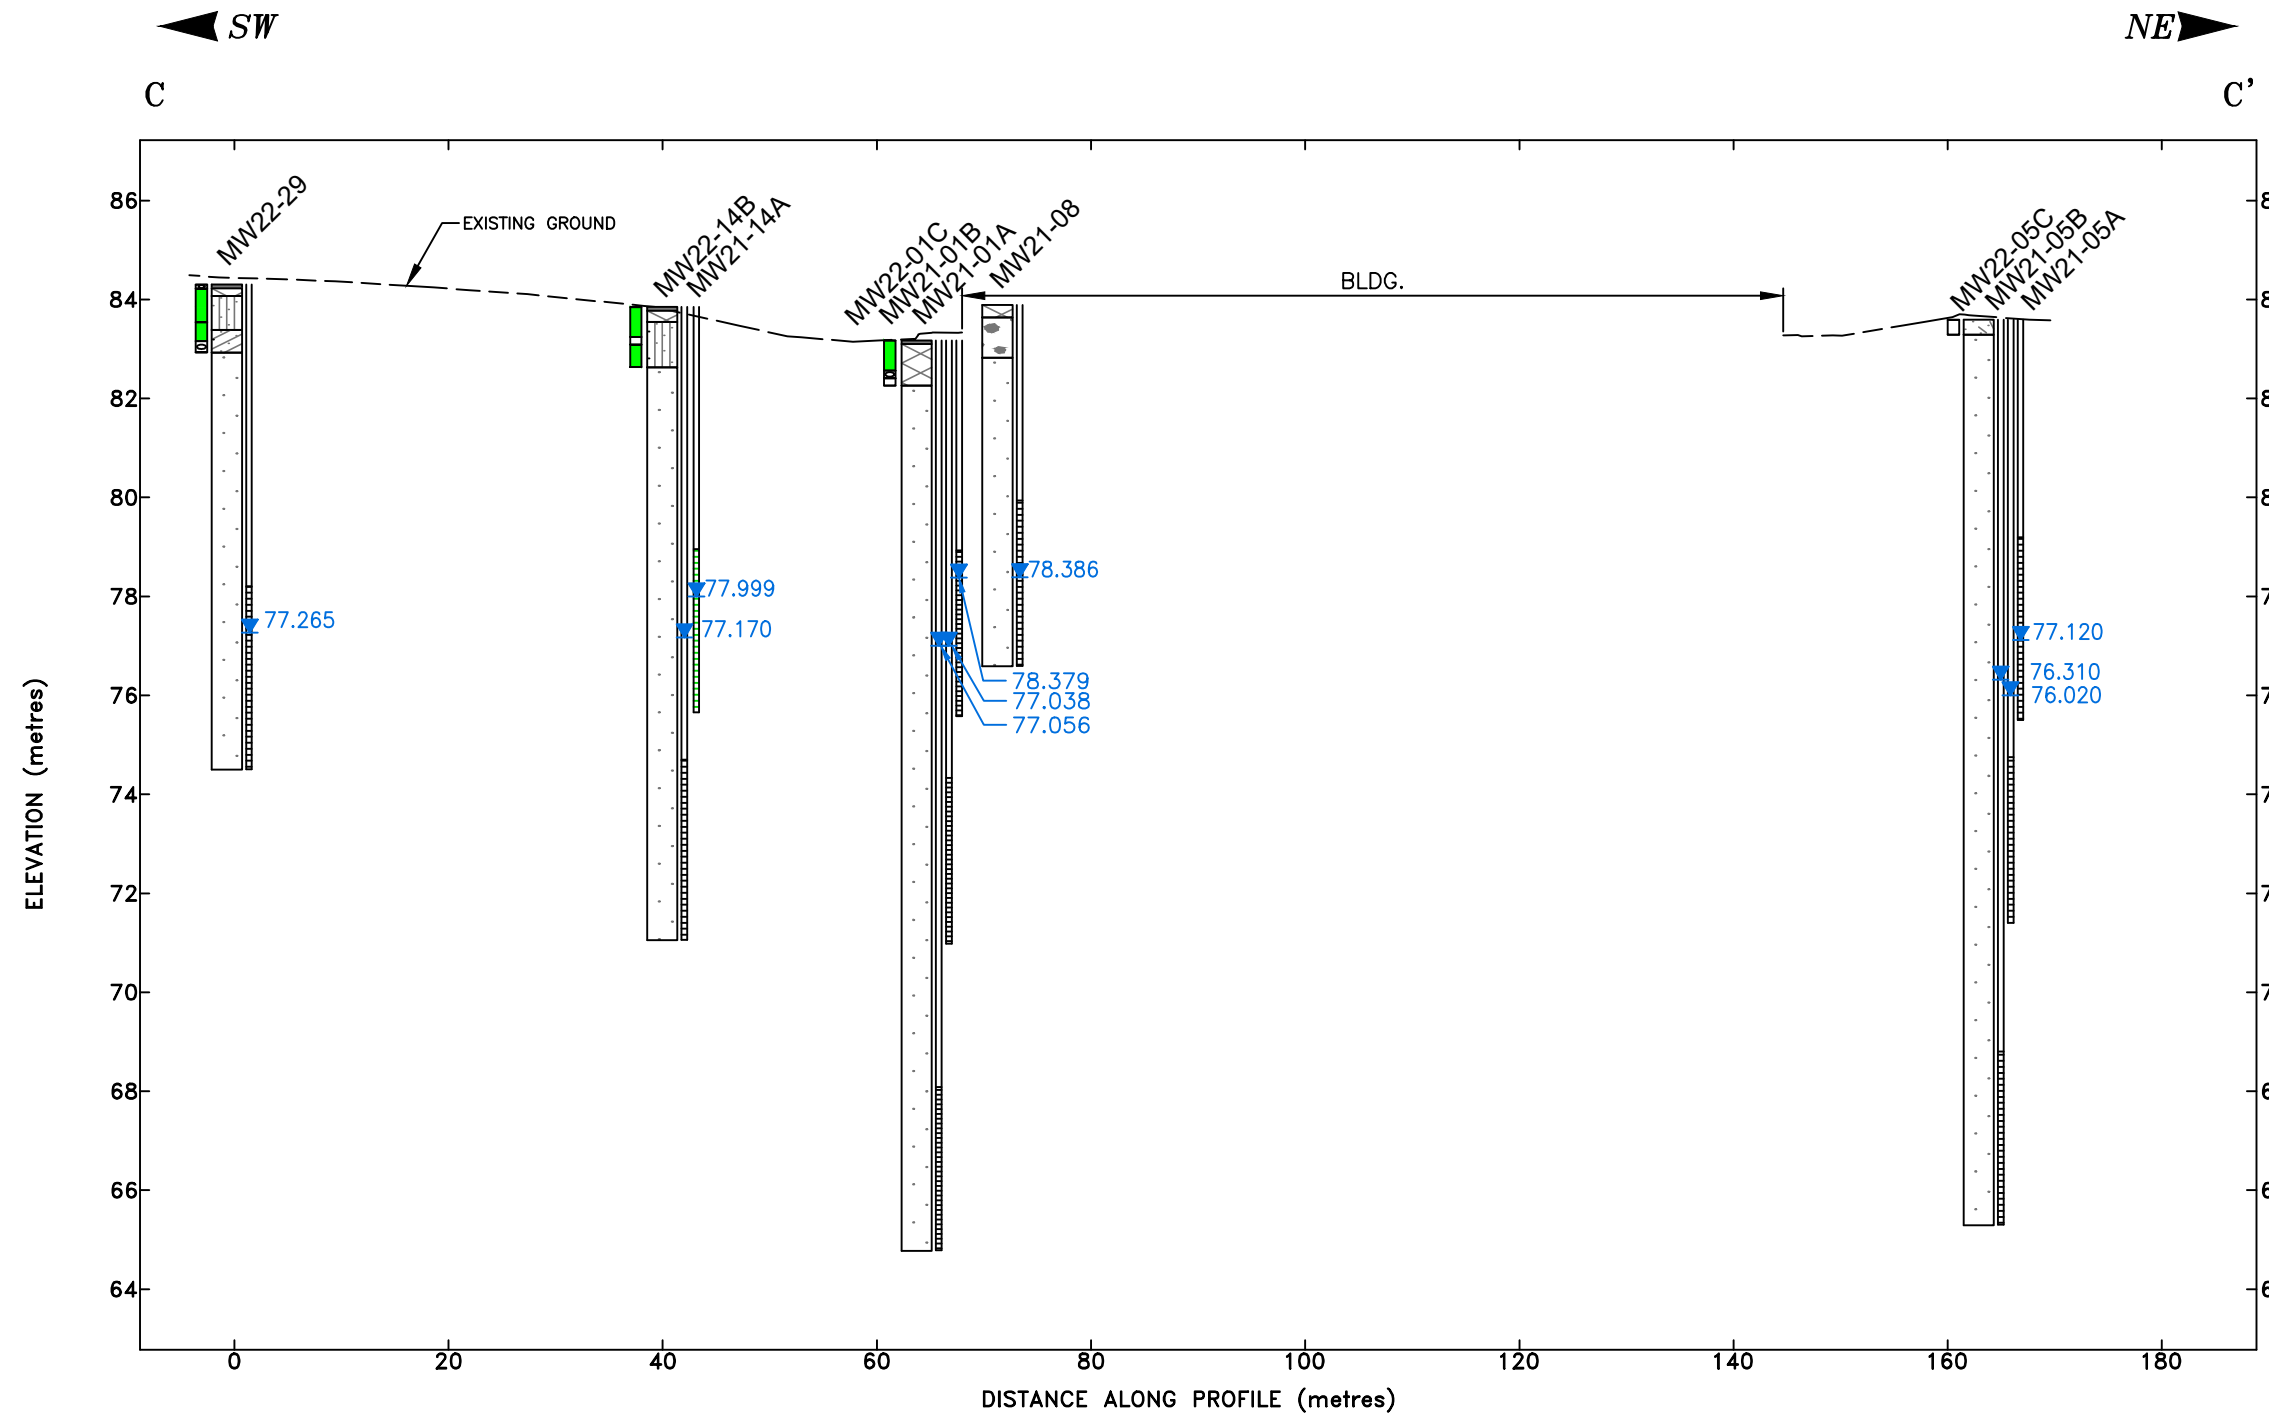 SW
NE
C
C'
MW22-29
EXISTING GROUND
MW22-14B
MW21-14A
MW22-01C
MW21-01B
MW21-01A
MW21-08
BLDG.
MW22-05C
MW21-05B
MW21-05A
86
84
82
80
78
76
74
72
70
68
66
64
77.265
77.999
77.170
78.386
78.379
77.038
77.056
77.120
76.310
76.020
ELEVATION (metres)
0 20 40 60 80 100 120 140 160 180
DISTANCE ALONG PROFILE (metres)